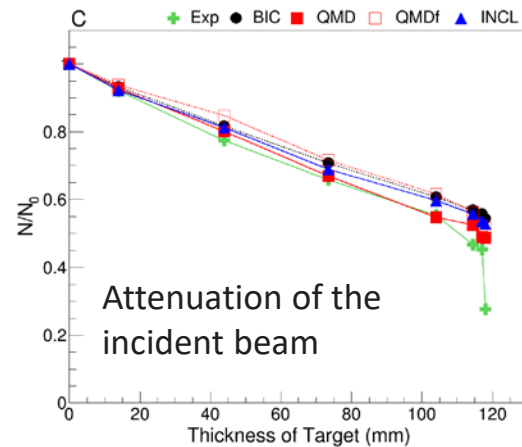 C
Exp BIC QMD QMDf INCL
N/N0
0.8
0.6
0.4
0.2
0
Attenuation of the
incident beam
0 20 40 60 80 100 120
Thickness of Target (mm)